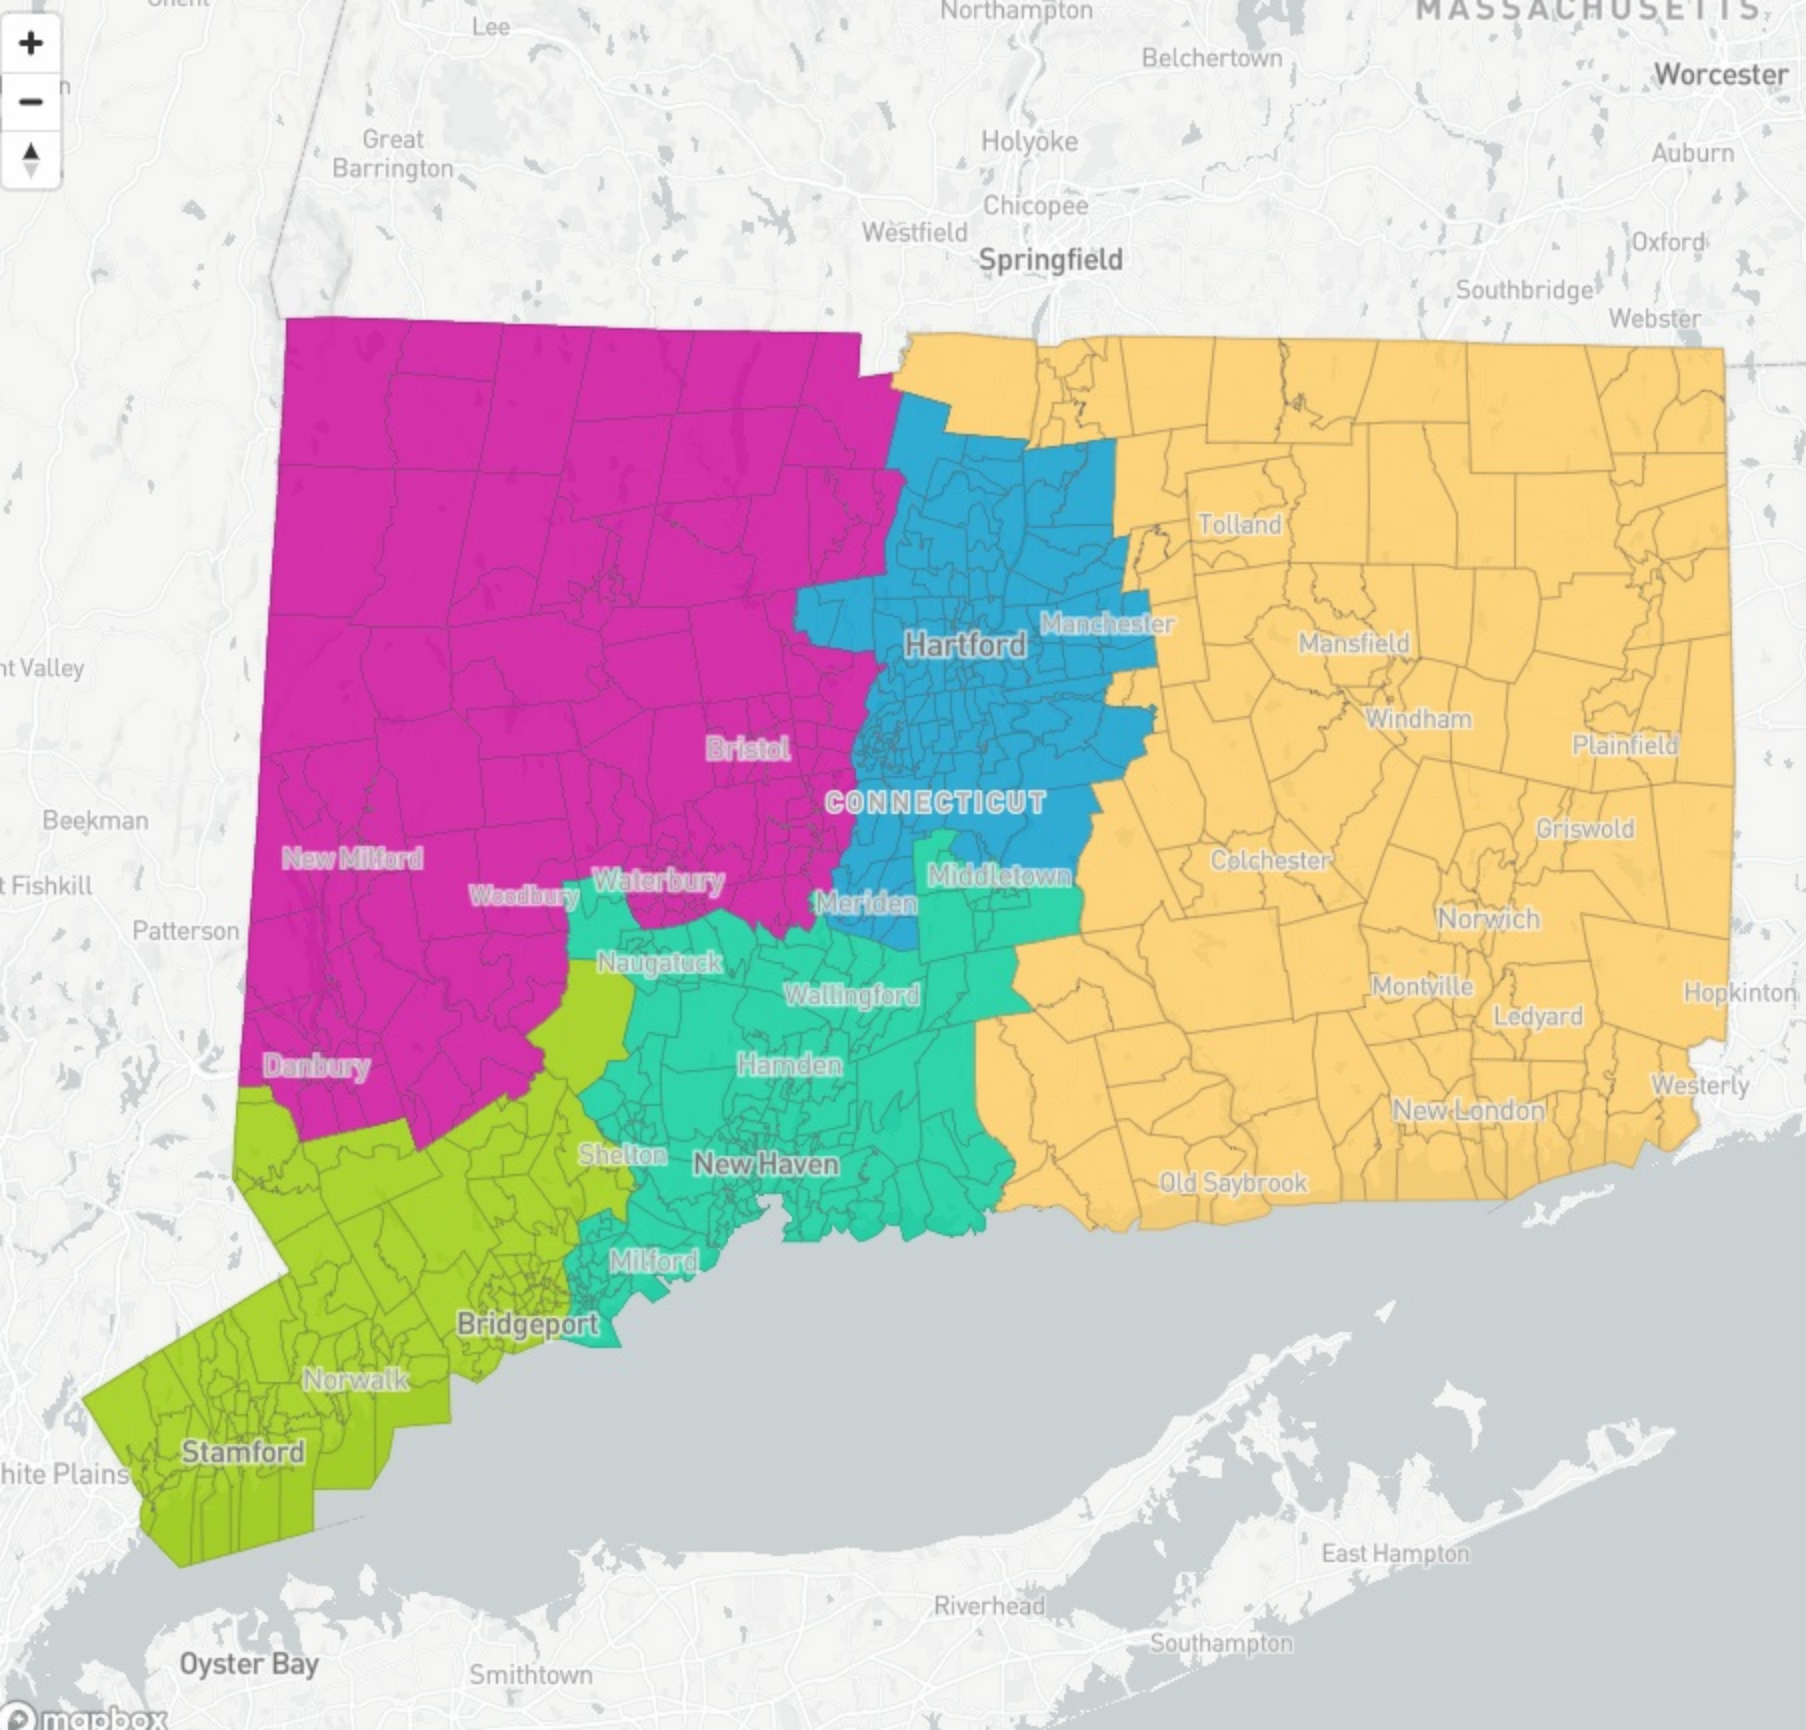 Lee
Northampton
MASSACHUSETTS
Belchertown
Worcester
Great
Barrington
Holyoke
Auburn
Chicopee
Westfield
Springfield
Oxford
Southbridge
Webster
Tolland
Manchester
Hartford
Mansfield
nt Valley
Windham
Bristol
Plainfield
CONNECTICUT
Beekman
Griswold
New Milford
Colchester
Waterbury
Middletown
t Fishkill
Woodbury
Meriden
Norwich
Patterson
Naugatuck
Montville
Wallingford
Hopkinton
Ledyard
Danbury
Hamden
Westerly
New London
Shelton
New Haven
Old Saybrook
Milford
Bridgeport
Norwalk
Stamford
hite Plains
East Hampton
Riverhead
Southampton
Oyster Bay
Smithtown
mapbox